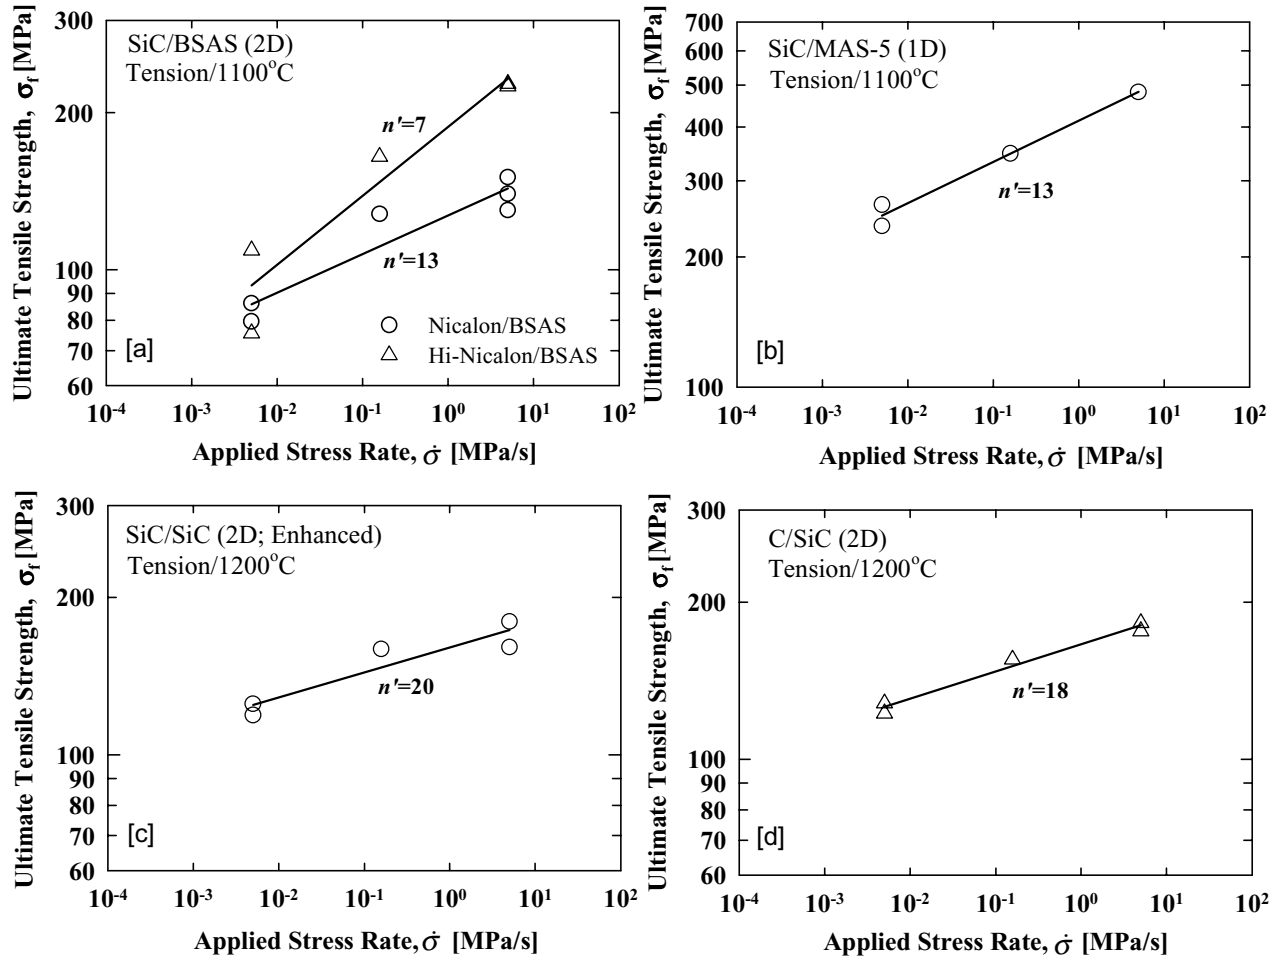 SiC/BSAS (2D)
Tension/1100°C
n'=7
n'=13
Nicalon/BSAS
Hi-Nicalon/BSAS
[a]
300
200
100
90
80
70
60
10⁻⁴ 10⁻³ 10⁻² 10⁻¹ 10⁰ 10¹ 10²
Ultimate Tensile Strength, σf [MPa]
Applied Stress Rate, σ̇ [MPa/s]
SiC/MAS-5 (1D)
Tension/1100°C
n'=13
[b]
700
600
500
400
300
200
100
10⁻⁴ 10⁻³ 10⁻² 10⁻¹ 10⁰ 10¹ 10²
Ultimate Tensile Strength, σf [MPa]
Applied Stress Rate, σ̇ [MPa/s]
SiC/SiC (2D; Enhanced)
Tension/1200°C
n'=20
[c]
300
200
100
90
80
70
60
10⁻⁴ 10⁻³ 10⁻² 10⁻¹ 10⁰ 10¹ 10²
Ultimate Tensile Strength, σf [MPa]
Applied Stress Rate, σ̇ [MPa/s]
C/SiC (2D)
Tension/1200°C
n'=18
[d]
300
200
100
90
80
70
60
10⁻⁴ 10⁻³ 10⁻² 10⁻¹ 10⁰ 10¹ 10²
Ultimate Tensile Strength, σf [MPa]
Applied Stress Rate, σ̇ [MPa/s]